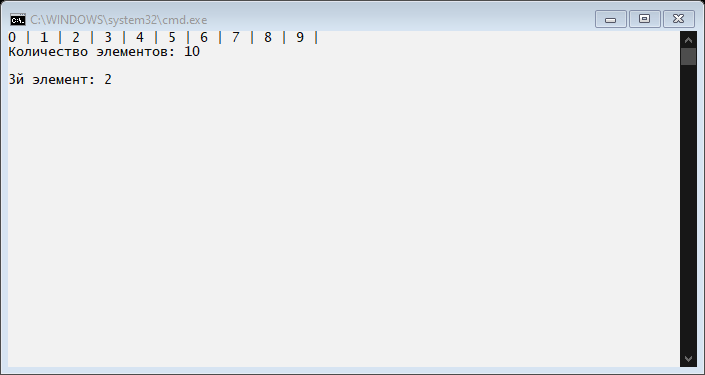 C:\WINDOWS\system32\cmd.exe
0 | 1 | 2 | 3 | 4 | 5 | 6 | 7 | 8 | 9 |
Количество элементов: 10
3й элемент: 2